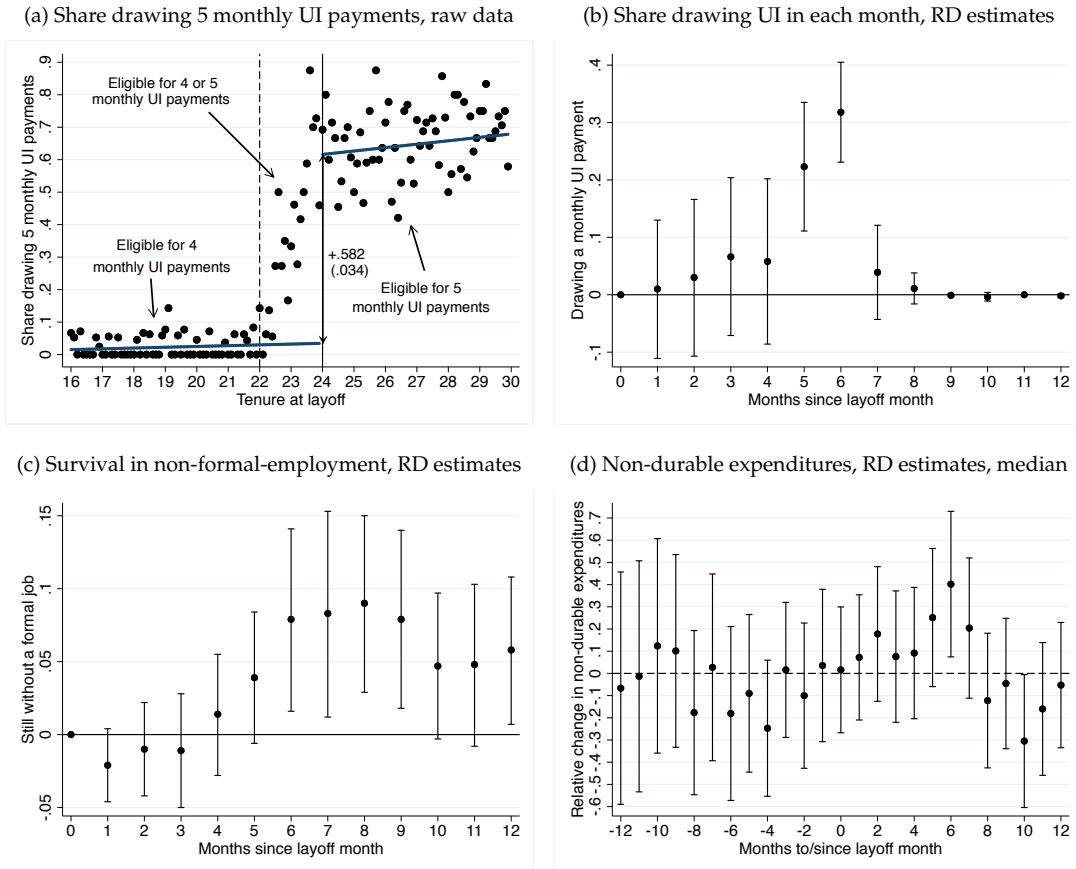 (a) Share drawing 5 monthly UI payments, raw data
Share drawing 5 monthly UI payments
.9
.8
.7
.6
.5
.4
.3
.2
.1
0
Eligible for 4 or 5
monthly UI payments
Eligible for 4
monthly UI payments
+.582
(.034)
Eligible for 5
monthly UI payments
16 17 18 19 20 21 22 23 24 25 26 27 28 29 30
Tenure at layoff
(b) Share drawing UI in each month, RD estimates
Drawing a monthly UI payment
.4
.3
.2
.1
0
-.1
0 1 2 3 4 5 6 7 8 9 10 11 12
Months since layoff month
(c) Survival in non-formal-employment, RD estimates
Still without a formal job
.15
.1
.05
0
-.05
0 1 2 3 4 5 6 7 8 9 10 11 12
Months since layoff month
(d) Non-durable expenditures, RD estimates, median
Relative change in non-durable expenditures
.7
.6
.5
.4
.3
.2
.1
0
-.1
-.2
-.3
-.4
-.5
-.6
-12 -10 -8 -6 -4 -2 0 2 4 6 8 10 12
Months to/since layoff month